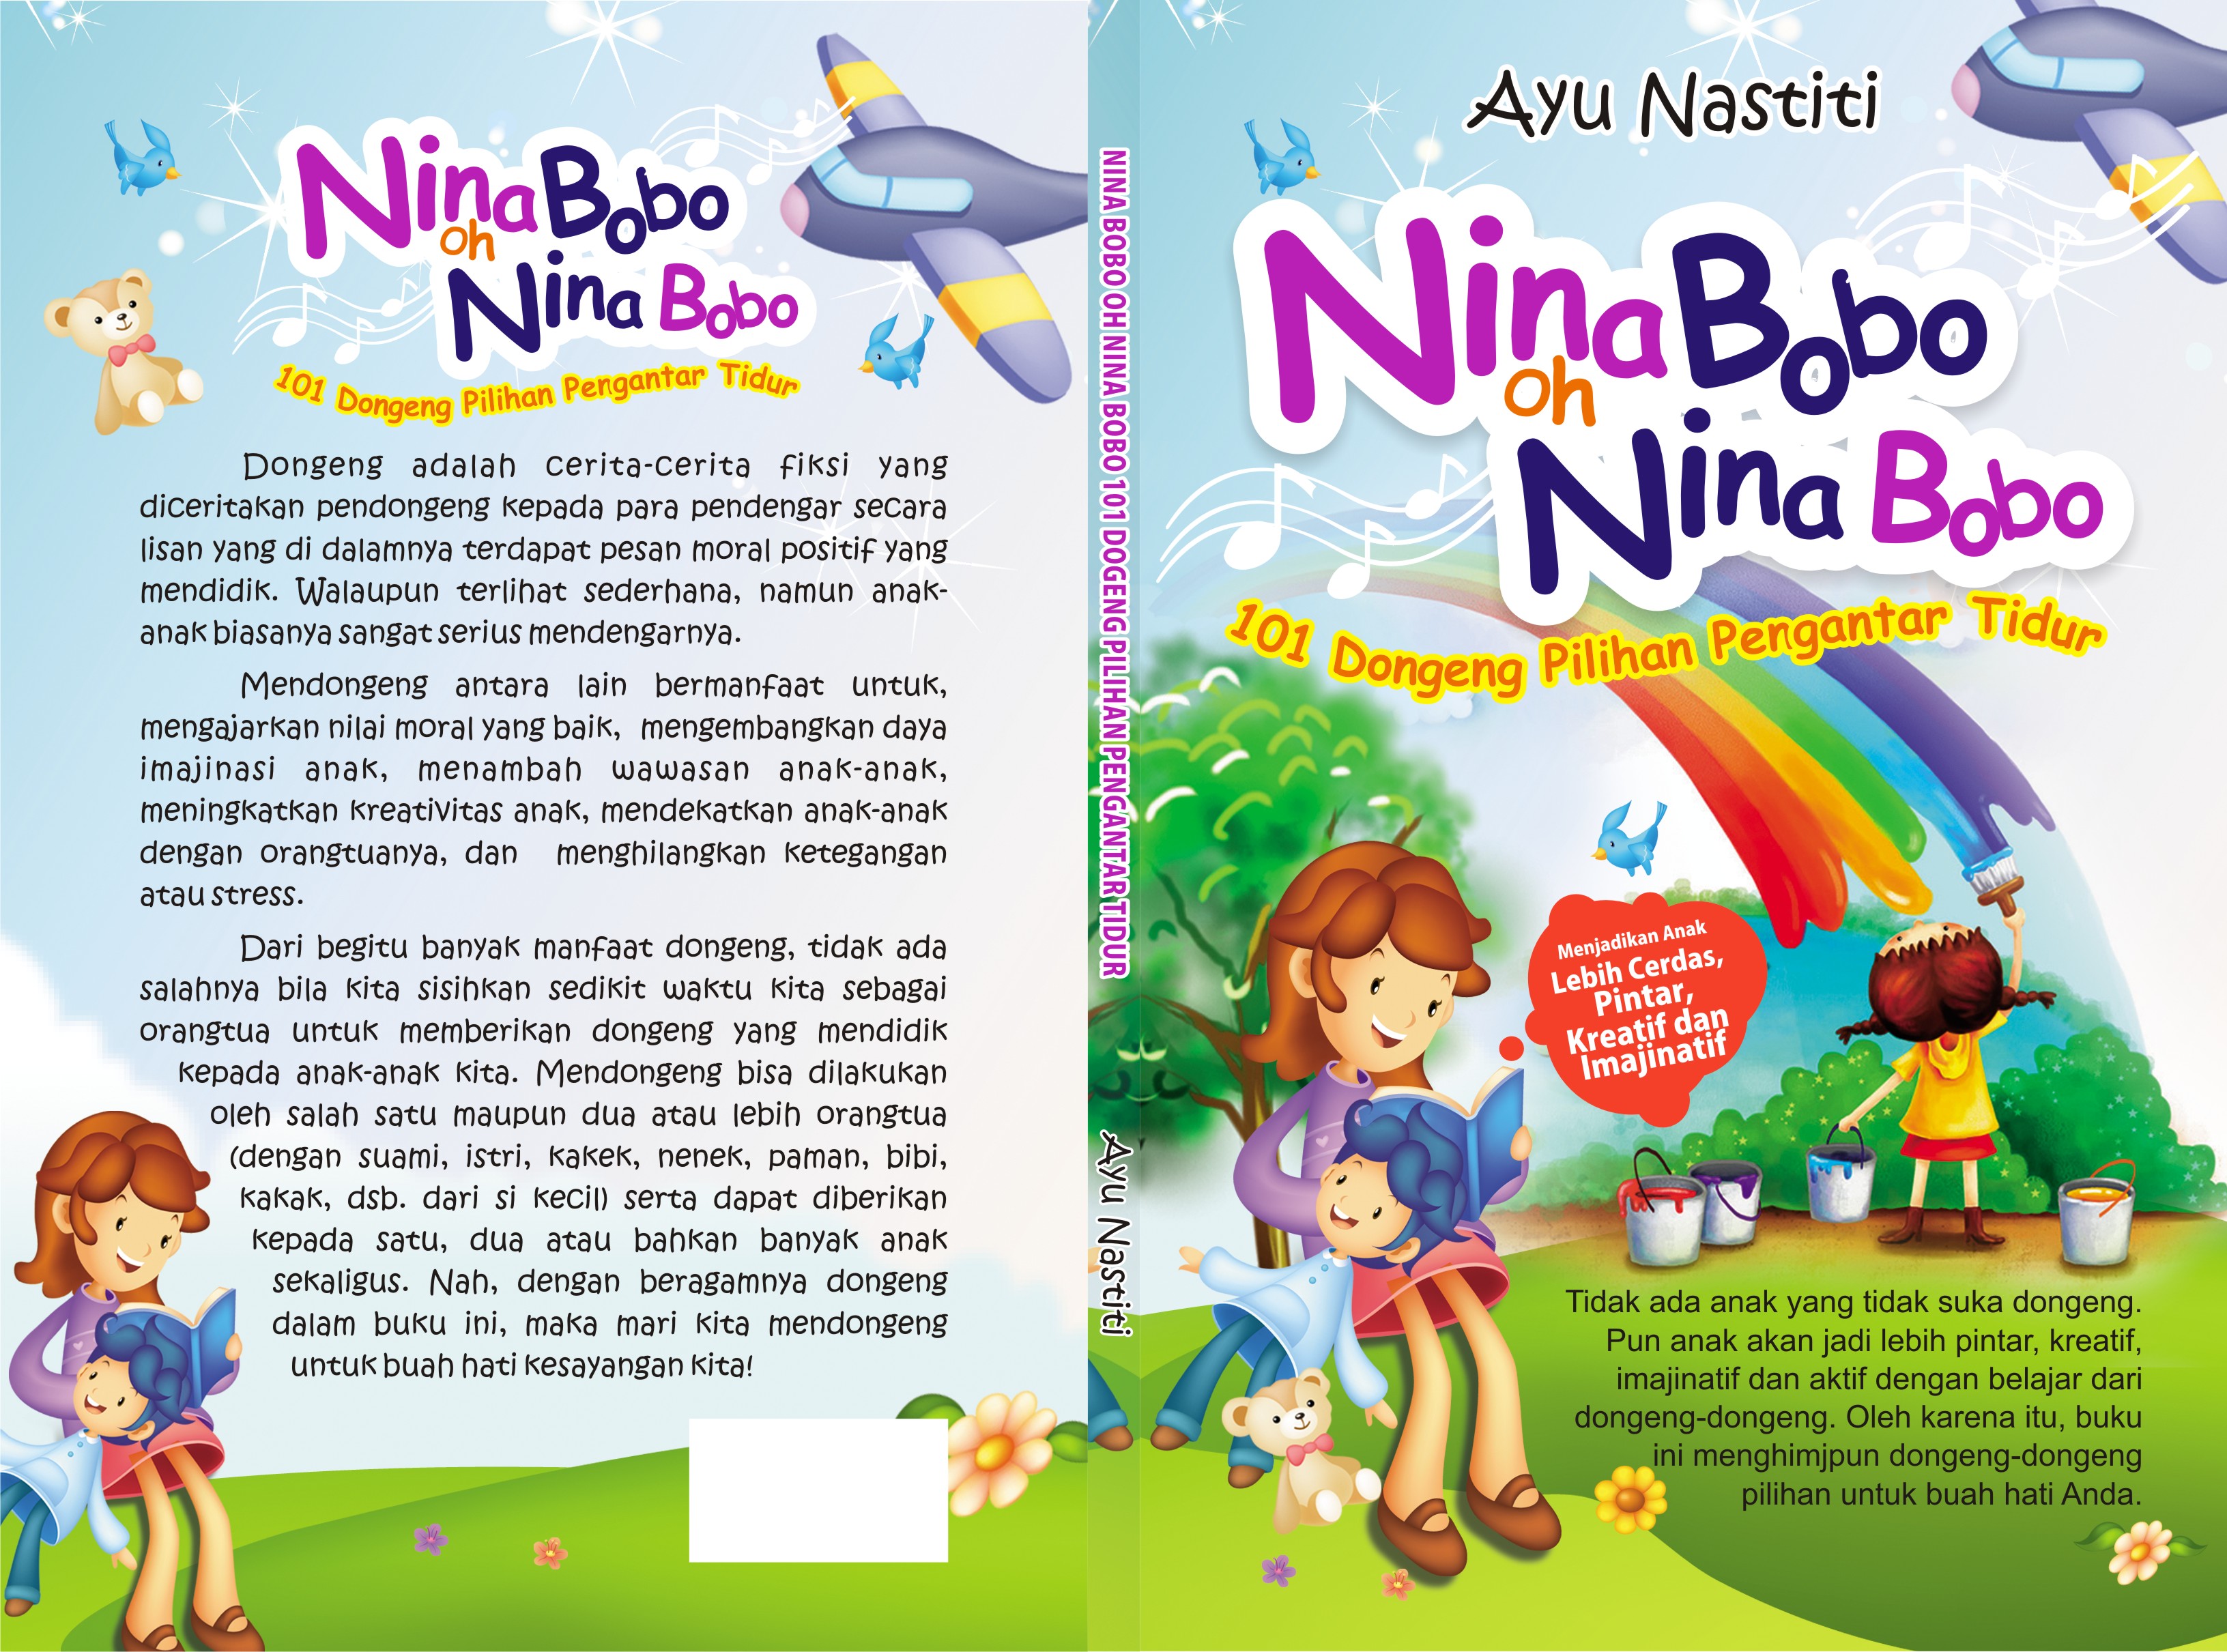 Nina Bobo
oh
Nina Bobo
101 Dongeng Pilihan Pengantar Tidur
Dongeng adalah cerita-cerita fiksi yang
diceritakan pendongeng kepada para pendengar secara
lisan yang di dalamnya terdapat pesan moral positif yang
mendidik. Walaupun terlihat sederhana, namun anak-
anak biasanya sangat serius mendengarnya.
Mendongeng antara lain bermanfaat untuk,
mengajarkan nilai moral yang baik, mengembangkan daya
imajinasi anak, menambah wawasan anak-anak,
meningkatkan kreativitas anak, mendekatkan anak-anak
dengan orangtuanya, dan menghilangkan ketegangan
atau stress.
Dari begitu banyak manfaat dongeng, tidak ada
salahnya bila kita sisihkan sedikit waktu kita sebagai
orangtua untuk memberikan dongeng yang mendidik
kepada anak-anak kita. Mendongeng bisa dilakukan
oleh salah satu maupun dua atau lebih orangtua
(dengan suami, istri, kakek, nenek, paman, bibi,
kakak, dsb. dari si kecil) serta dapat diberikan
kepada satu, dua atau bahkan banyak anak
sekaligus. Nah, dengan beragamnya dongeng
dalam buku ini, maka mari kita mendongeng
untuk buah hati kesayangan kita!
NINA BOBO OH NINA BOBO 101 DOGENG PILIHAN PENGANTAR TIDUR
Ayu Nastiti
Ayu Nastiti
Nina Bobo
oh
Nina Bobo
101 Dongeng Pilihan Pengantar Tidur
Menjadikan Anak
Lebih Cerdas,
Pintar,
Kreatif dan
Imajinatif
Tidak ada anak yang tidak suka dongeng.
Pun anak akan jadi lebih pintar, kreatif,
imajinatif dan aktif dengan belajar dari
dongeng-dongeng. Oleh karena itu, buku
ini menghimjpun dongeng-dongeng
pilihan untuk buah hati Anda.